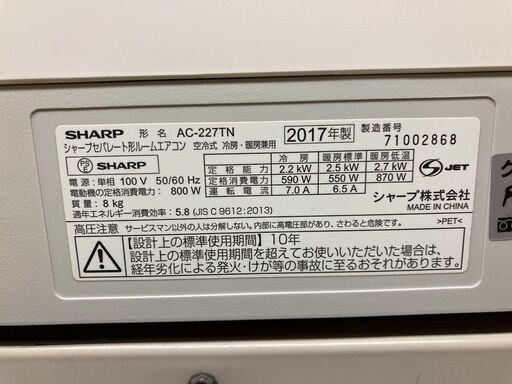 SHARP 形名 AC-227TN 2017年製 製造番号
シャープセパレート形ルームエアコン 空冷式 冷房・暖房兼用 71002868
PSE SHARP
冷房 暖房標準 暖房低温
定格能力 2.2 kW 2.5 kW 2.7 kW
定格消費電力 590 W 550 W 870 W
運転電流 7.0 A 6.5 A
S JET
電源:単相 100 V 50/60 Hz
電動機の定格消費電力: 800 W
質量:8 kg
シャープ株式会社
MADE IN CHINA
通年エネルギー消費効率:5.8 (JIS C 9612:2013)
高圧注意 サービスマン以外の人は分解しない。内部に高電圧部があり、さわると危険です。 >PET<
【設計上の標準使用期間】10年
設計上の標準使用期間を超えてお使いいただいた場合は、
経年劣化による発火・けが等の事故に至るおそれがあります。